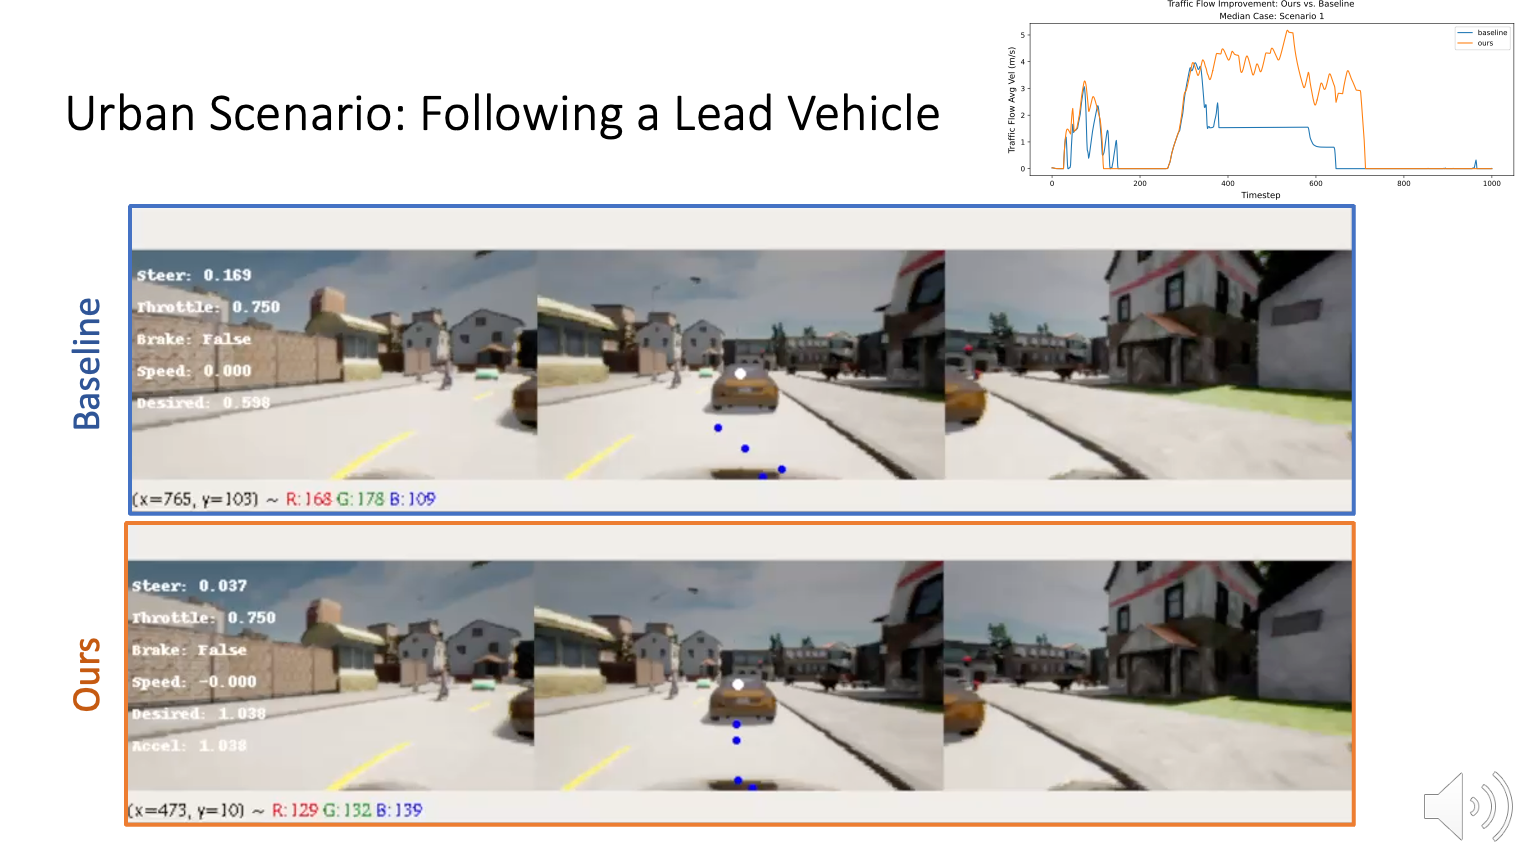 Traffic Flow Improvement: Ours vs. Baseline
Median Case: Scenario 1
Urban Scenario: Following a Lead Vehicle
Traffic Flow Avg Vel (m/s)
5
4
3
2
1
0
baseline
ours
0 200 400 600 800 1000
Timestep
Baseline
Steer: 0.169
Throttle: 0.750
Brake: False
Speed: 0.000
Desired: 0.598
(x=765, y=103) ~ R:168 G:178 B:109
Ours
Steer: 0.037
Throttle: 0.750
Brake: False
Speed: -0.000
Desired: 1.038
Accel: 1.038
(x=473, y=10) ~ R:129 G:132 B:139